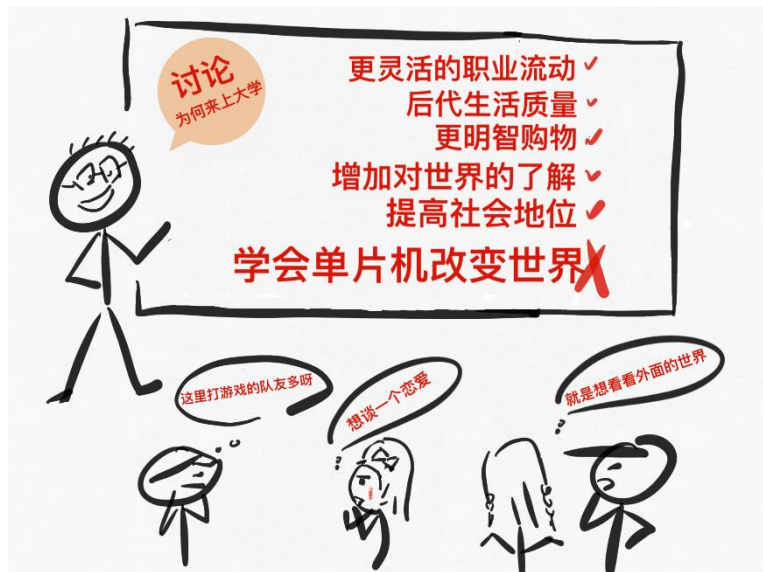 讨论
为何来上大学
更灵活的职业流动
后代生活质量
更明智购物
增加对世界的了解
提高社会地位
学会单片机改变世界
这里打游戏的队友多呀
想谈一个恋爱
就是想看看外面的世界